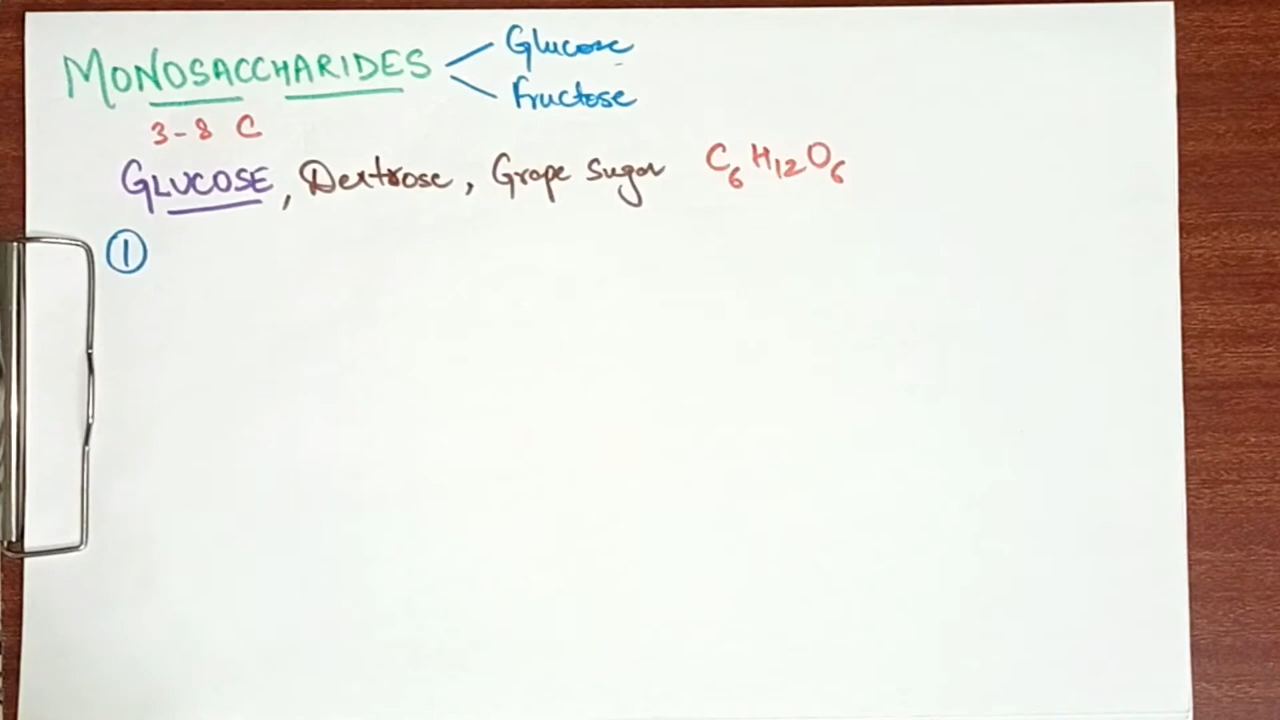 MONOSACCHARIDES
Glucose
Fructose
3-8 C
GLUCOSE, Dextrose, Grape Sugar C6H12O6
①